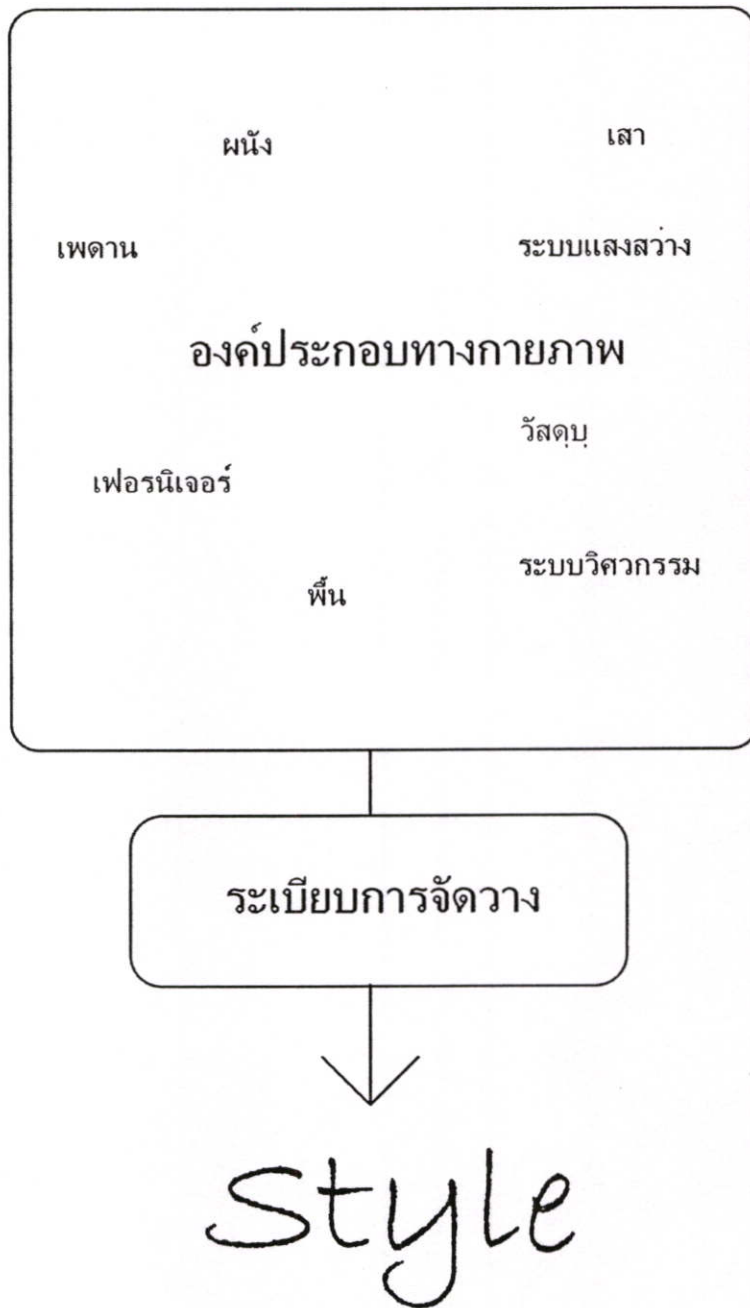 ผนัง
เสา
เพดาน
ระบบแสงสว่าง
องค์ประกอบทางกายภาพ
วัสดุบุ
เฟอรนิเจอร์
ระบบวิศวกรรม
พื้น
ระเบียบการจัดวาง
Style